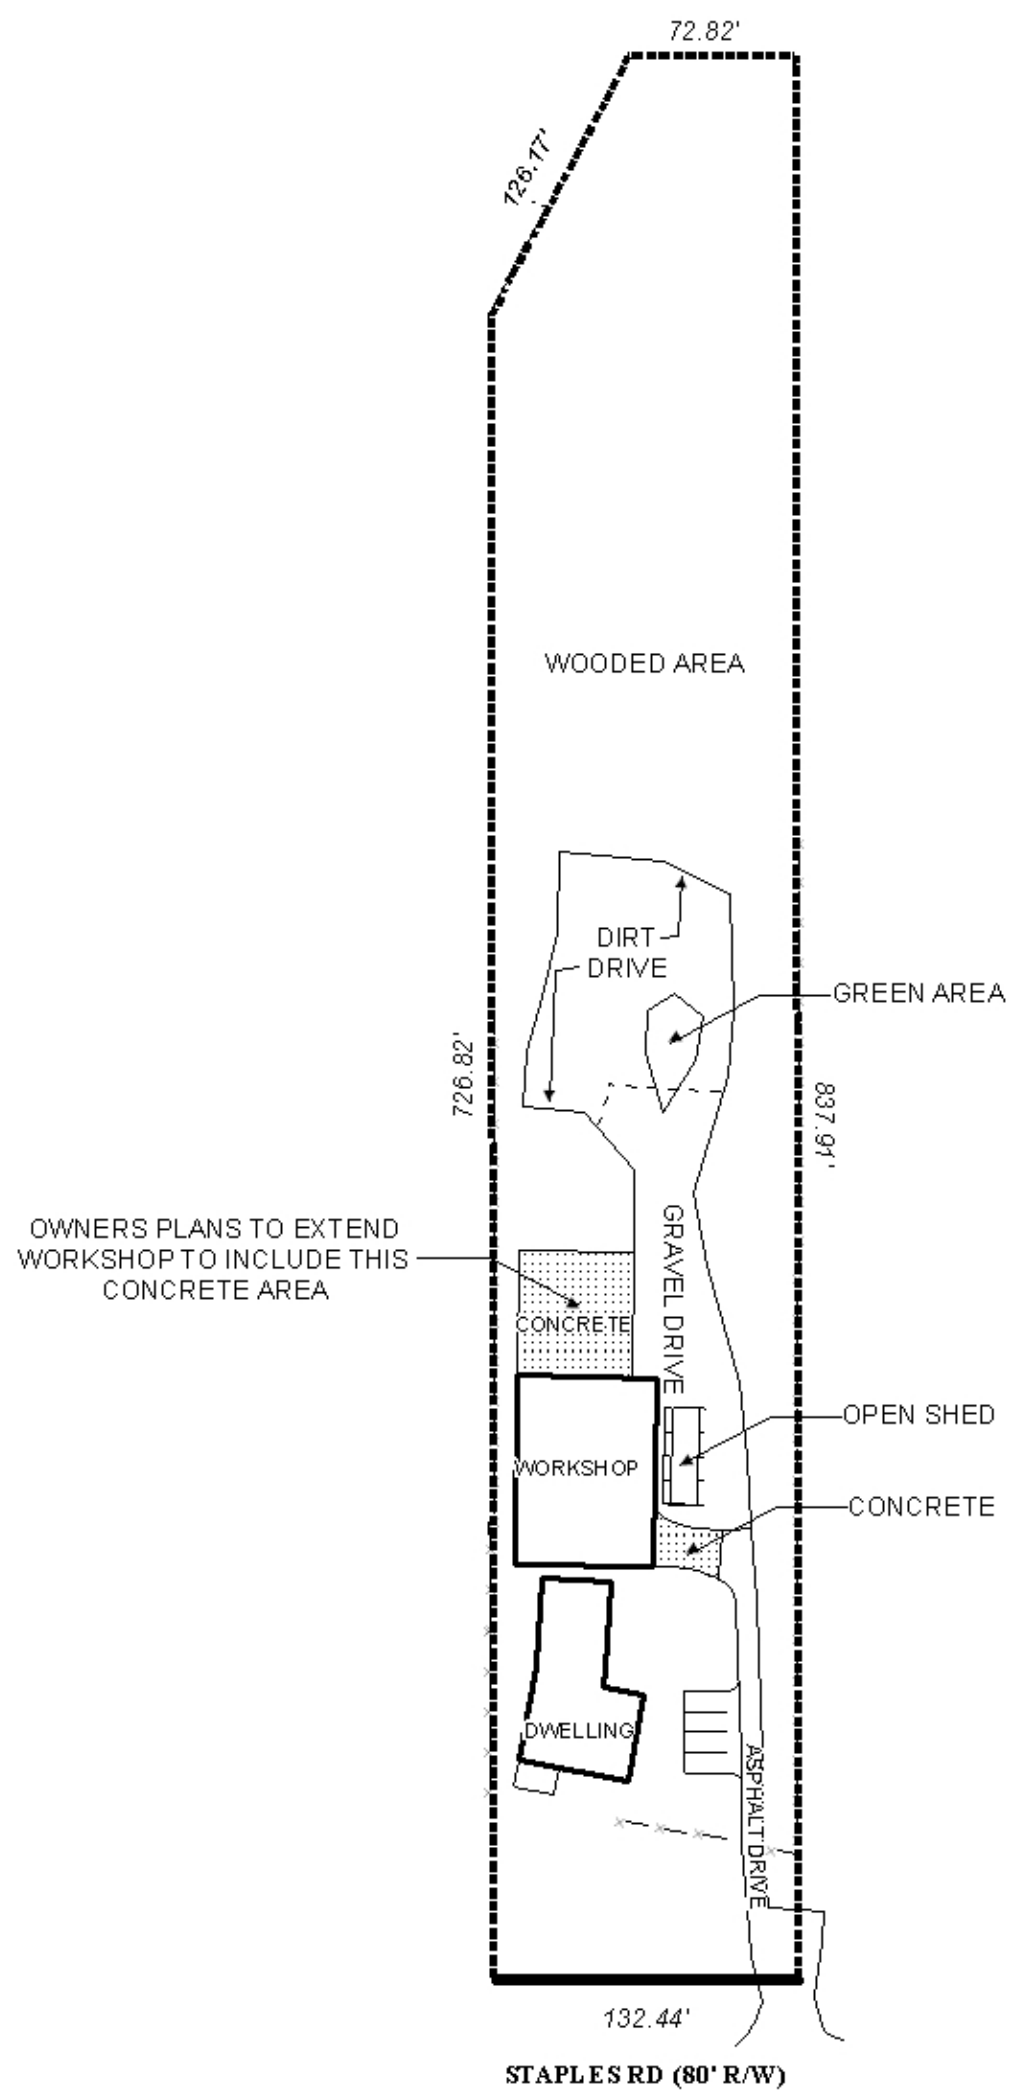 72.82'
126.17'
WOODED AREA
DIRT
DRIVE
GREEN AREA
726.82'
837.91'
OWNERS PLANS TO EXTEND
WORKSHOP TO INCLUDE THIS
CONCRETE AREA
GRAVEL DRIVE
CONCRETE
OPEN SHED
WORKSHOP
CONCRETE
DWELLING
ASPHALT DRIVE
132.44'
STAPLES RD (80' R/W)